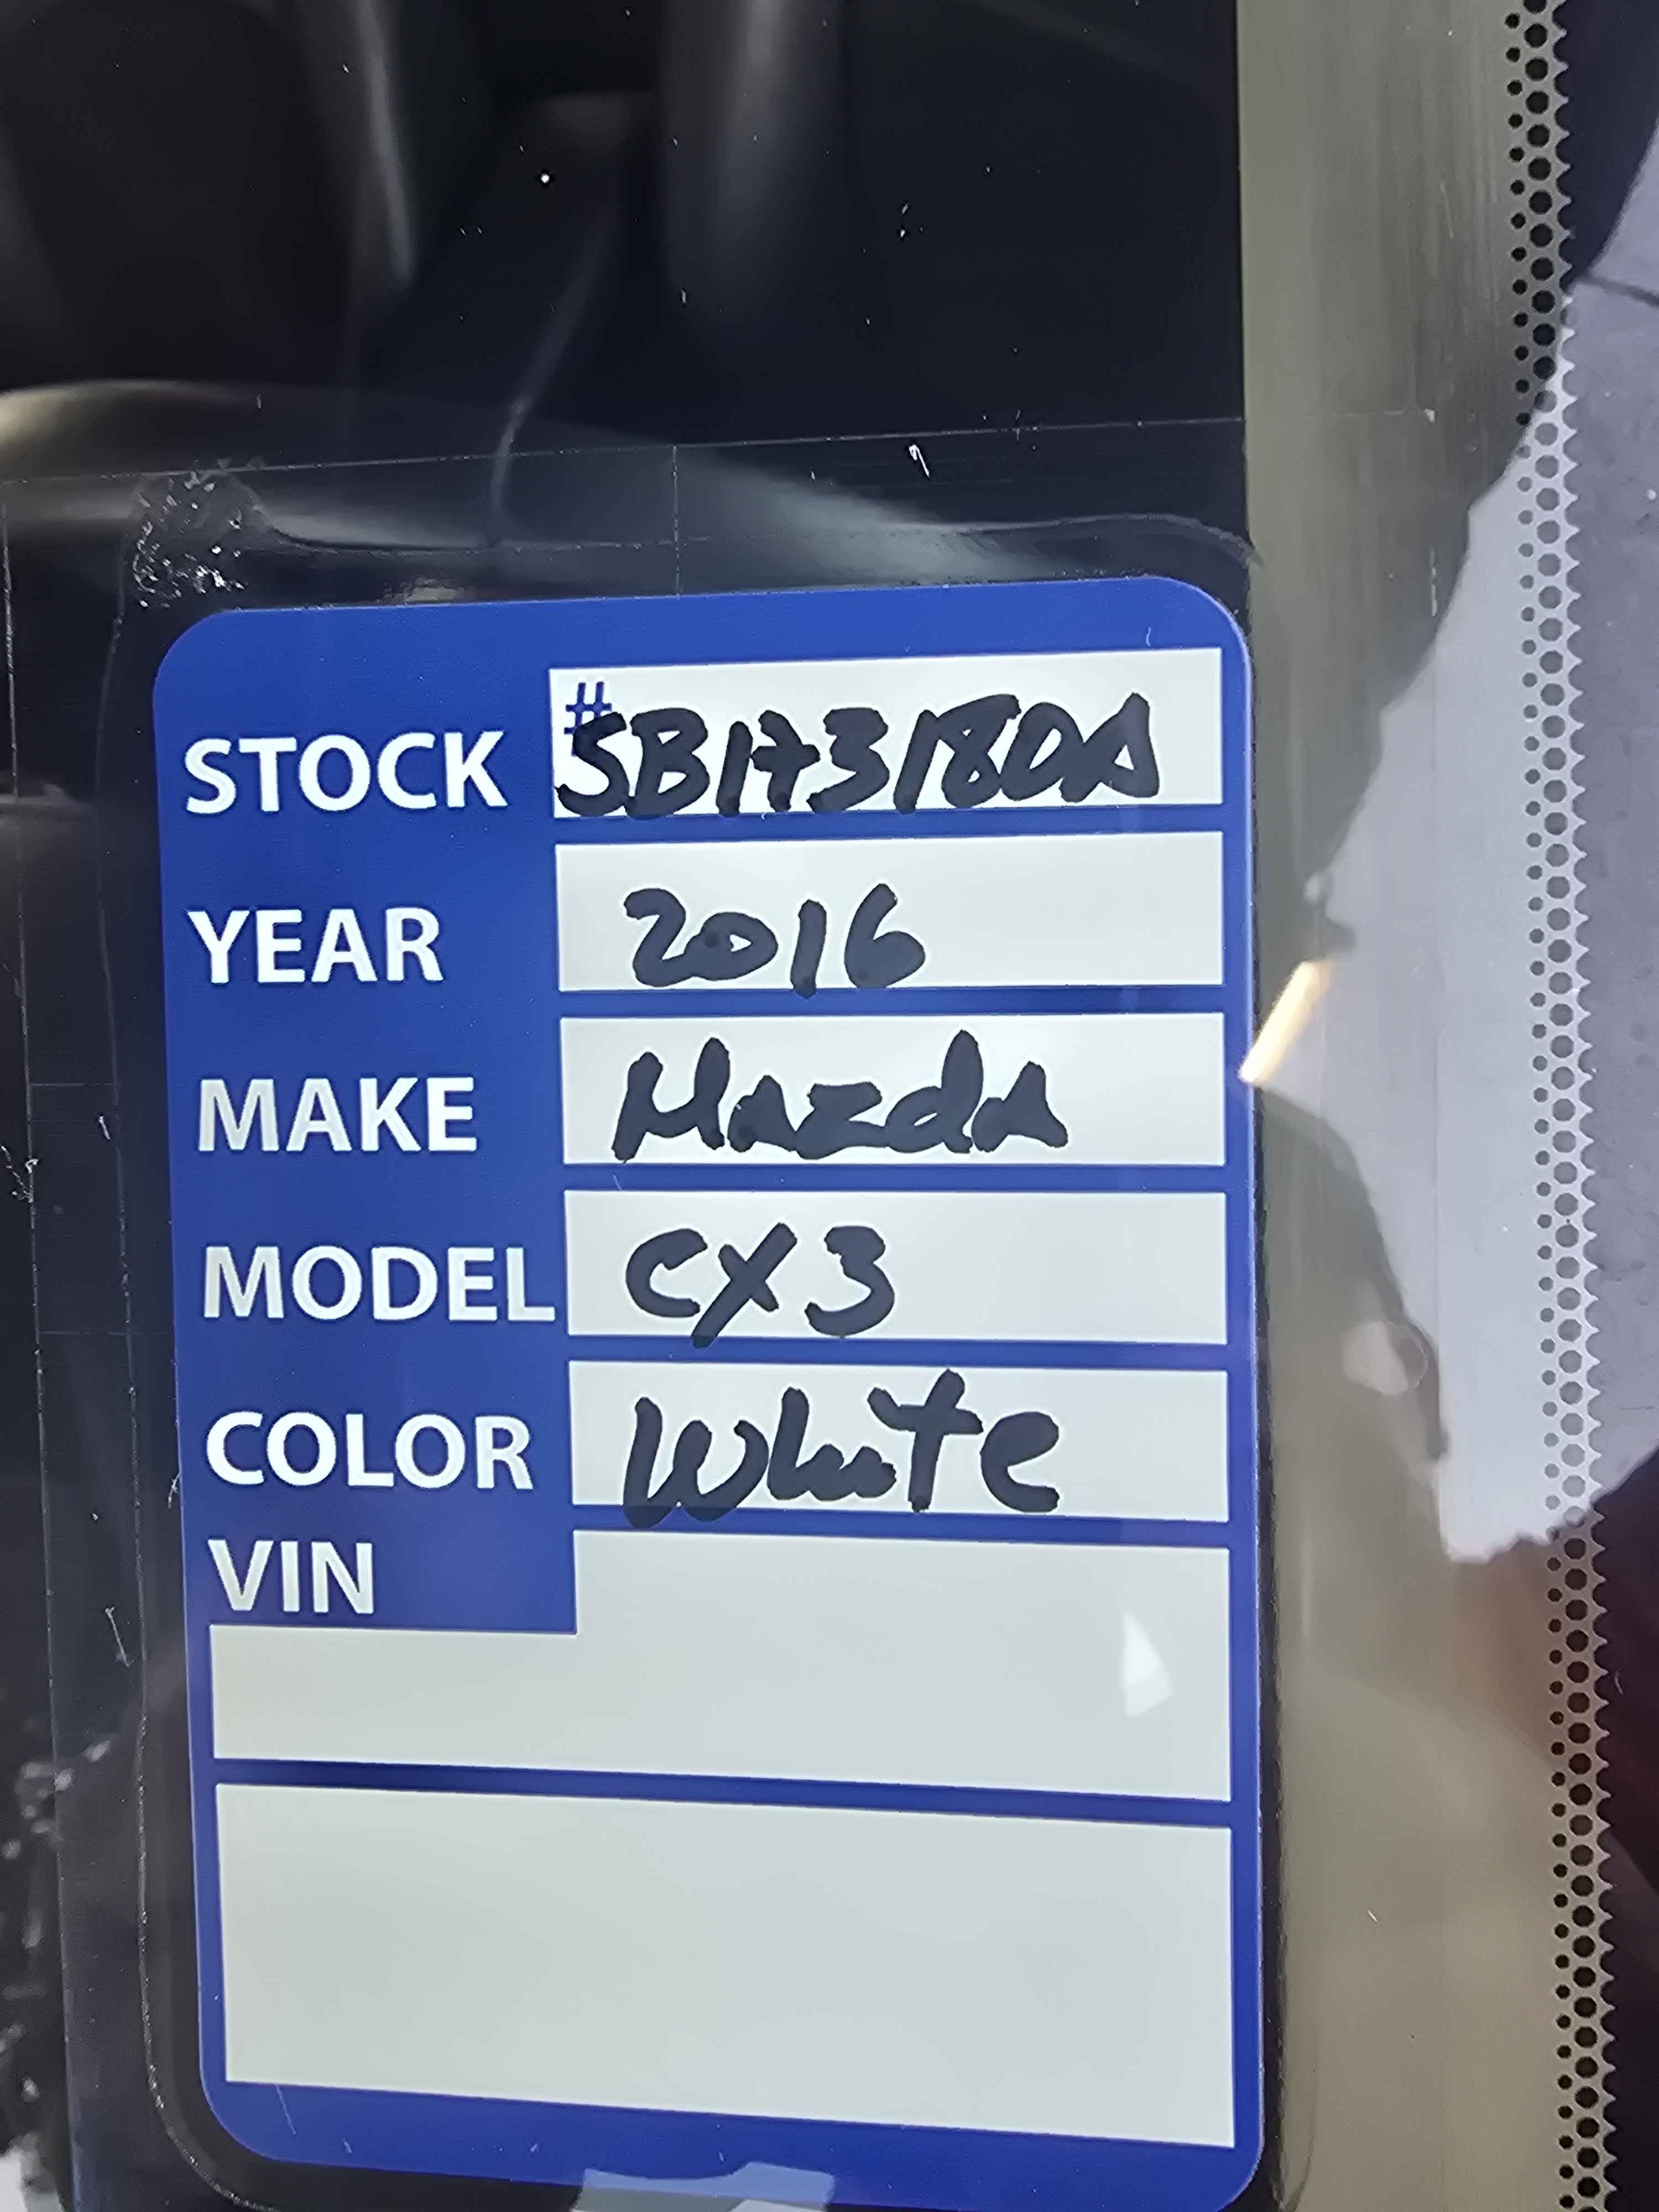 STOCK #SB173180A
YEAR 2016
MAKE Mazda
MODEL CX3
COLOR White
VIN